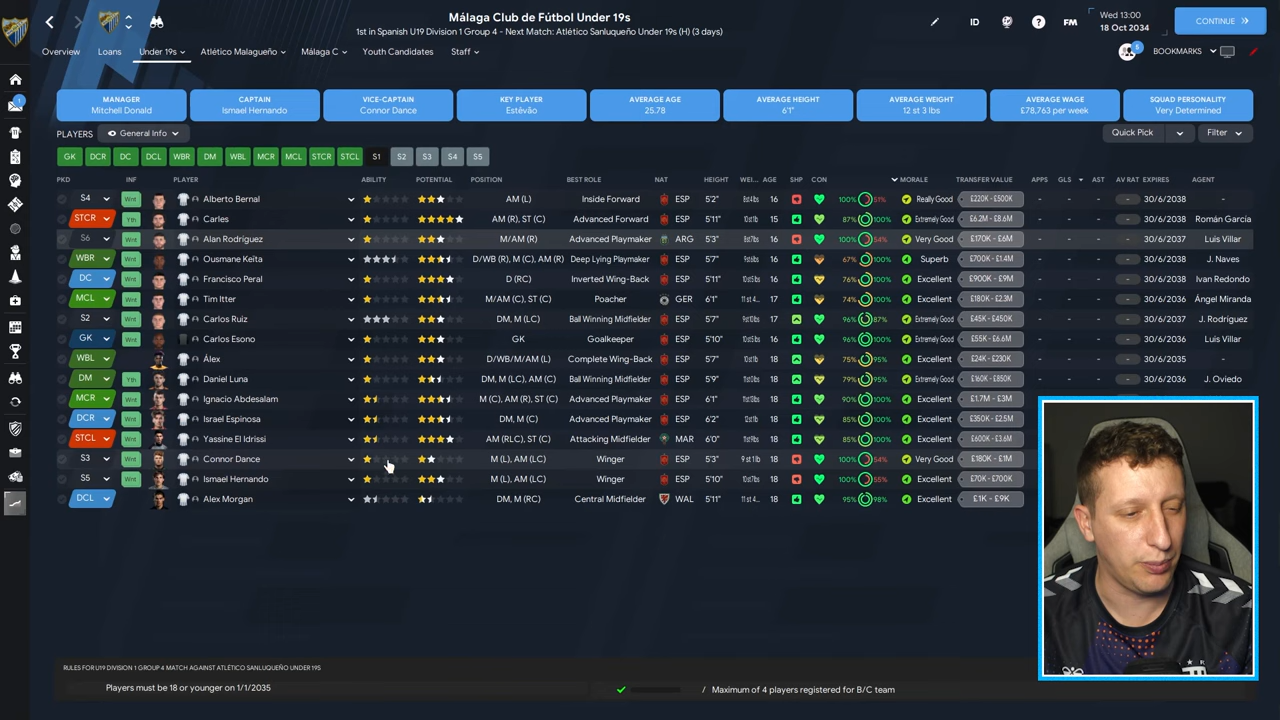 Málaga Club de Fútbol Under 19s
1st in Spanish U19 Division 1 Group 4 - Next Match: Atlético Sanluqueño Under 19s (H) (3 days)
ID
FM
Wed 13:00
18 Oct 2034
CONTINUE
Overview Loans Under 19s Atlético Malagueño Málaga C Youth Candidates Staff
5 BOOKMARKS
MANAGER CAPTAIN VICE-CAPTAIN KEY PLAYER AVERAGE AGE AVERAGE HEIGHT AVERAGE WEIGHT AVERAGE WAGE SQUAD PERSONALITY
Mitchell Donald Ismael Hernando Connor Dance Estêvão 25.78 6'1" 12 st 3 lbs £78,763 per week Very Determined
PLAYERS General Info Quick Pick Filter
GK DCR DC DCL WBR DM WBL MCR MCL STCR STCL S1 S2 S3 S4 S5
PKD INF PLAYER ABILITY POTENTIAL POSITION BEST ROLE NAT HEIGHT WEI... AGE SHP CON MORALE TRANSFER VALUE APPS GLS AST AV RAT EXPIRES AGENT
S4 Wnt Alberto Bernal AM (L) Inside Forward ESP 5'2" 8st4lbs 15 100% 51% Really Good £220K - £500K - - - - 30/6/2038 -
STCR Yth Carles AM (R), ST (C) Advanced Forward ESP 5'11" 16 87% 100% Extremely Good £6.2M - £8.6M - - - - 30/6/2038 Román García
S6 Wnt Alan Rodríguez M/AM (R) Advanced Playmaker ARG 5'3" 8st7lbs 16 100% 54% Very Good £170K - £6M - - - - 30/6/2037 Luis Villar
WBR Wnt Ousmane Keita D/WB (R), M (C), AM (R) Deep Lying Playmaker ESP 5'7" 16 67% 100% Superb £700K - £1.4M - - - - 30/6/2038 J. Naves
DC Wnt Francisco Peral D (RC) Inverted Wing-Back ESP 5'11" 16 76% 100% Excellent £900K - £9M - - - - 30/6/2038 Ivan Redondo
MCL Wnt Tim Itter M/AM (C), ST (C) Poacher GER 6'1" 11 st 4... 17 74% 100% Excellent £180K - £2.3M - - - - 30/6/2036 Ángel Miranda
S2 Wnt Carlos Ruiz DM, M (LC) Ball Winning Midfielder ESP 5'7" 17 96% 87% Extremely Good £45K - £450K - - - - 30/6/2038 J. Rodriguez
GK Wnt Carlos Esono GK Goalkeeper ESP 5'10" 16 96% 100% Extremely Good £55K - £6.6M - - - - 30/6/2036 Luis Villar
WBL Wnt Álex D/WB/M/AM (L) Complete Wing-Back ESP 5'7" 18 75% 95% Excellent £24K - £230K - - - - 30/6/2035 -
DM Yth Daniel Luna DM, M (LC), AM (C) Ball Winning Midfielder ESP 5'9" 18 79% 95% Extremely Good £160K - £850K - - - - 30/6/2036 J. Oviedo
MCR Wnt Ignacio Abdesalam M (C), AM (R), ST (C) Advanced Playmaker ESP 6'1" 18 90% 100% Excellent £1.7M - £3M
DCR Wnt Israel Espinosa DM, M (C) Advanced Playmaker ESP 6'2" 18 85% 100% Excellent £350K - £2.5M
STCL Wnt Yassine El Idrissi AM (RLC), ST (C) Attacking Midfielder MAR 6'0" 18 85% 100% Excellent £600K - £3.6M
S3 Wnt Connor Dance M (L), AM (LC) Winger ESP 5'3" 9 st 1lb 18 100% 54% Very Good £180K - £1M
S5 Wnt Ismael Hernando M (L), AM (LC) Winger ESP 5'10" 18 100% 55% Excellent £70K - £700K
DCL Wnt Alex Morgan DM, M (RC) Central Midfielder WAL 5'11" 11 st 4... 18 95% 98% Excellent £1K - £9K
RULES FOR U19 DIVISION 1 GROUP 4 MATCH AGAINST ATLÉTICO SANLUQUEÑO UNDER 19S
Players must be 18 or younger on 1/1/2035 / Maximum of 4 players registered for B/C team